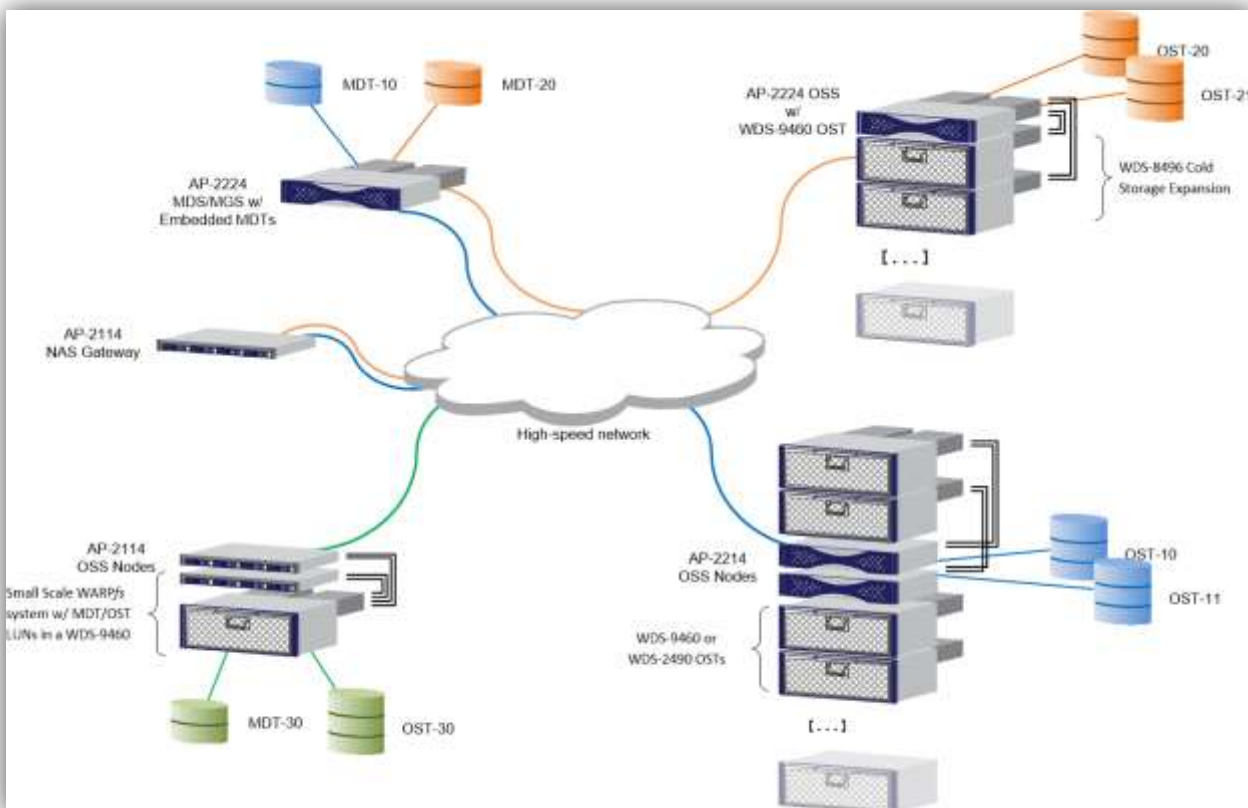 MDT-10
MDT-20
AP-2224
MDS/MGS w/
Embedded MDTs
AP-2224 OSS
w/
WDS-9460 OST
OST-20
OST-21
WDS-8496 Cold
Storage Expansion
[...]
AP-2114
NAS Gateway
High-speed network
AP-2114
OSS Nodes
Small Scale WARPfs
system w/ MDT/OST
LUNs in a WDS-9460
MDT-30
OST-30
AP-2214
OSS Nodes
OST-10
OST-11
WDS-9460 or
WDS-2490 OSTs
[...]